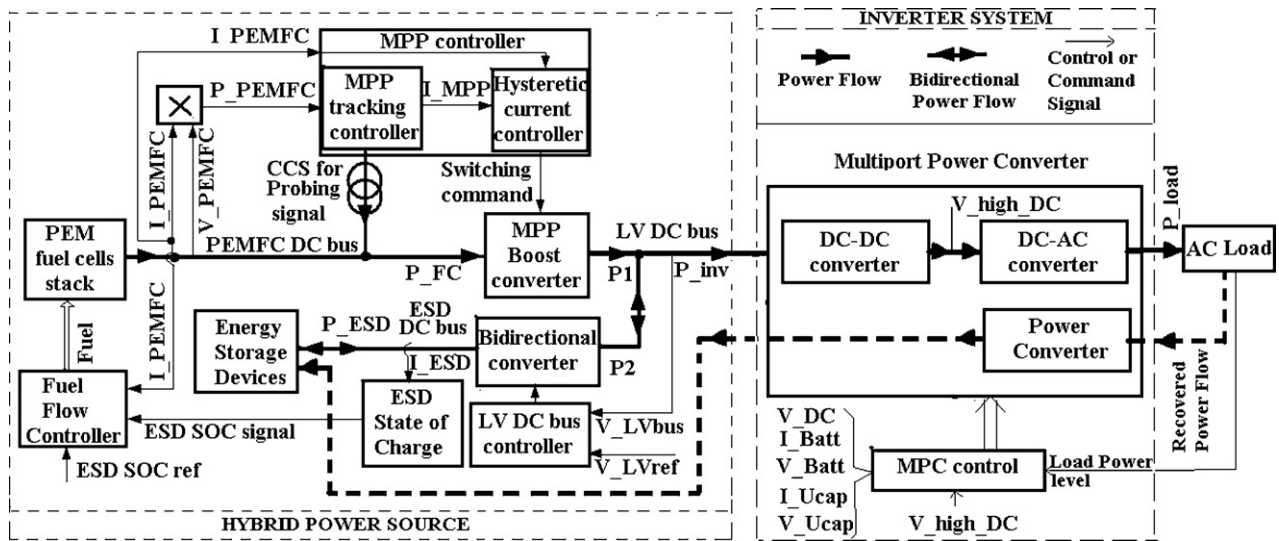 INVERTER SYSTEM
Power Flow
Bidirectional
Power Flow
Control or
Command
Signal
I_PEMFC
MPP controller
P_PEMFC
MPP
tracking
controller
I_MPP
Hysteretic
current
controller
I_PEMFC
V_PEMFC
CCS for
Probing
signal
Switching
command
PEM
fuel cells
stack
PEMFC DC bus
P_FC
MPP
Boost
converter
LV DC bus
P1
P_inv
Multiport Power Converter
V_high_DC
DC-DC
converter
DC-AC
converter
P_load
AC Load
Power
Converter
Recovered
Power Flow
Fuel
I_PEMFC
Energy
Storage
Devices
P_ESD
ESD
DC bus
I_ESD
Bidirectional
converter
P2
Fuel
Flow
Controller
ESD SOC signal
ESD
State of
Charge
LV DC bus
controller
V_LVbus
V_LVref
ESD SOC ref
V_DC
I_Batt
V_Batt
I_Ucap
V_Ucap
MPC control
Load Power
level
V_high_DC
HYBRID POWER SOURCE